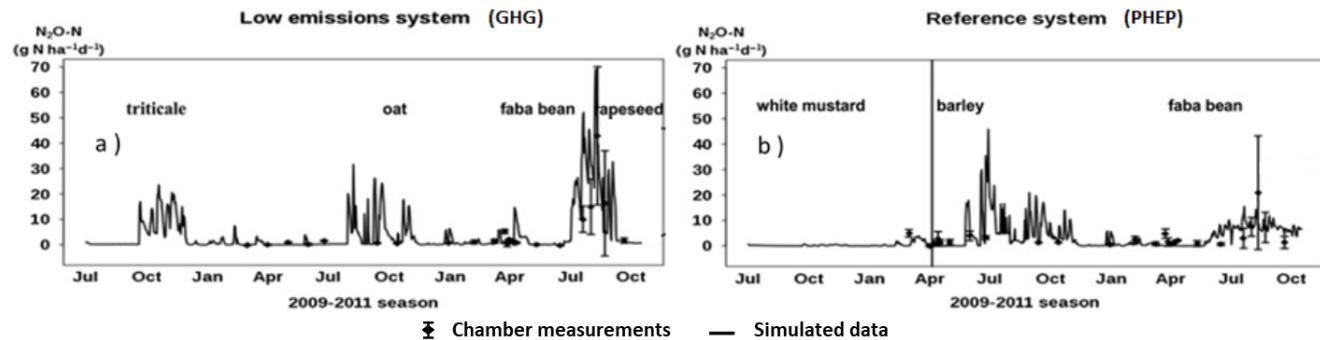 Low emissions system (GHG)
N₂O-N
(g N ha⁻¹d⁻¹)
70
60
50
40
30
20
10
0
triticale
oat
faba bean
rapeseed
a )
Jul Oct Jan Apr Jul Oct Jan Apr Jul Oct
2009-2011 season
Reference system (PHEP)
N₂O-N
(g N ha⁻¹d⁻¹)
70
60
50
40
30
20
10
0
white mustard
barley
faba bean
b )
Jul Oct Jan Apr Jul Oct Jan Apr Jul Oct
2009-2011 season
Chamber measurements
Simulated data